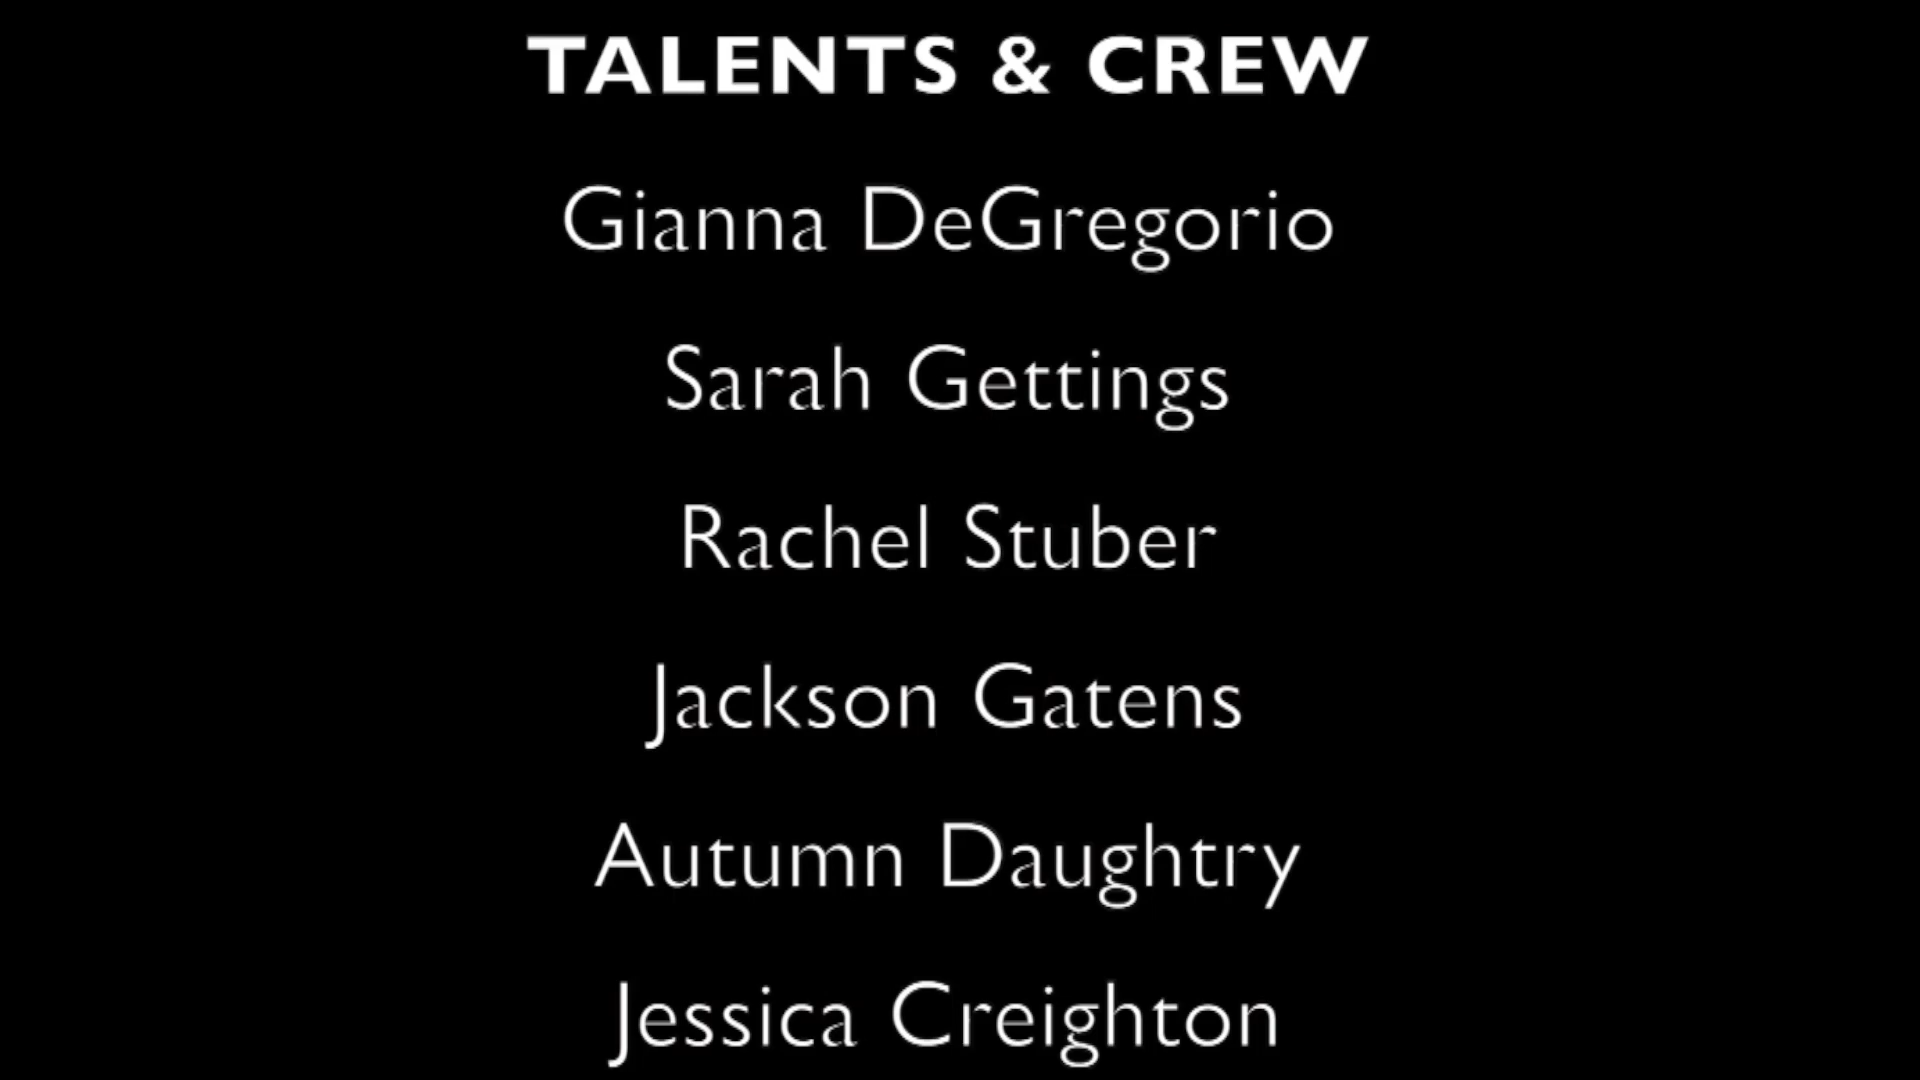 TALENTS & CREW
Gianna DeGregorio
Sarah Gettings
Rachel Stuber
Jackson Gatens
Autumn Daughtry
Jessica Creighton